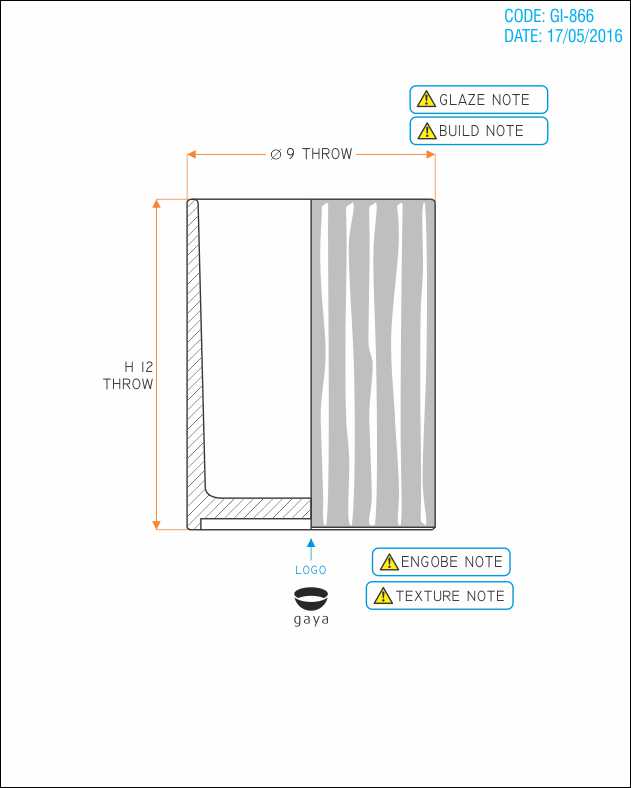 CODE: GI-866
DATE: 17/05/2016
GLAZE NOTE
BUILD NOTE
Ø 9 THROW
H 12
THROW
LOGO
gaya
ENGOBE NOTE
TEXTURE NOTE